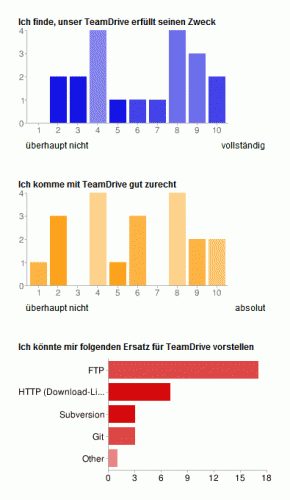 Ich finde, unser TeamDrive erfüllt seinen Zweck
4
3
2
1
0
1 2 3 4 5 6 7 8 9 10
überhaupt nicht vollständig
Ich komme mit TeamDrive gut zurecht
4
3
2
1
0
1 2 3 4 5 6 7 8 9 10
überhaupt nicht absolut
Ich könnte mir folgenden Ersatz für TeamDrive vorstellen
FTP
HTTP (Download-Li...
Subversion
Git
Other
0 3 6 9 12 15 18